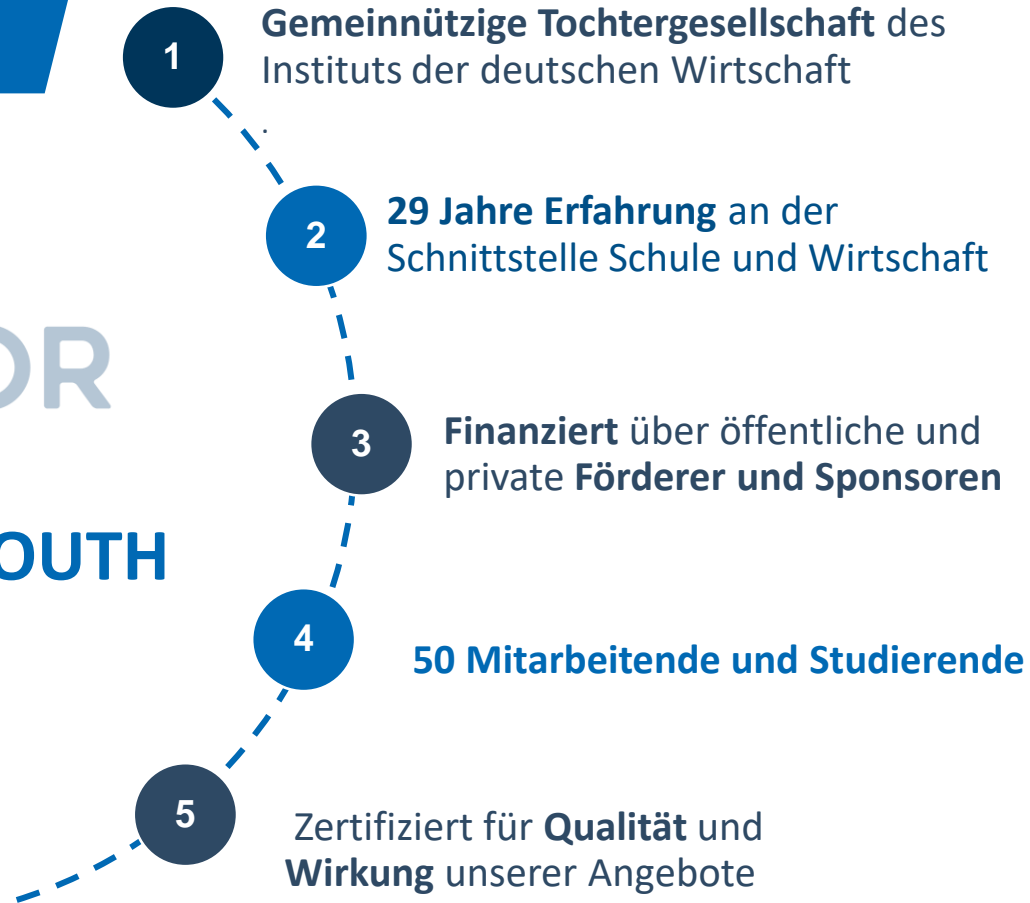 1
Gemeinnützige Tochtergesellschaft des
Instituts der deutschen Wirtschaft
.
2
29 Jahre Erfahrung an der
Schnittstelle Schule und Wirtschaft
OR
3
Finanziert über öffentliche und
private Förderer und Sponsoren
OUTH
4
50 Mitarbeitende und Studierende
5
Zertifiziert für Qualität und
Wirkung unserer Angebote